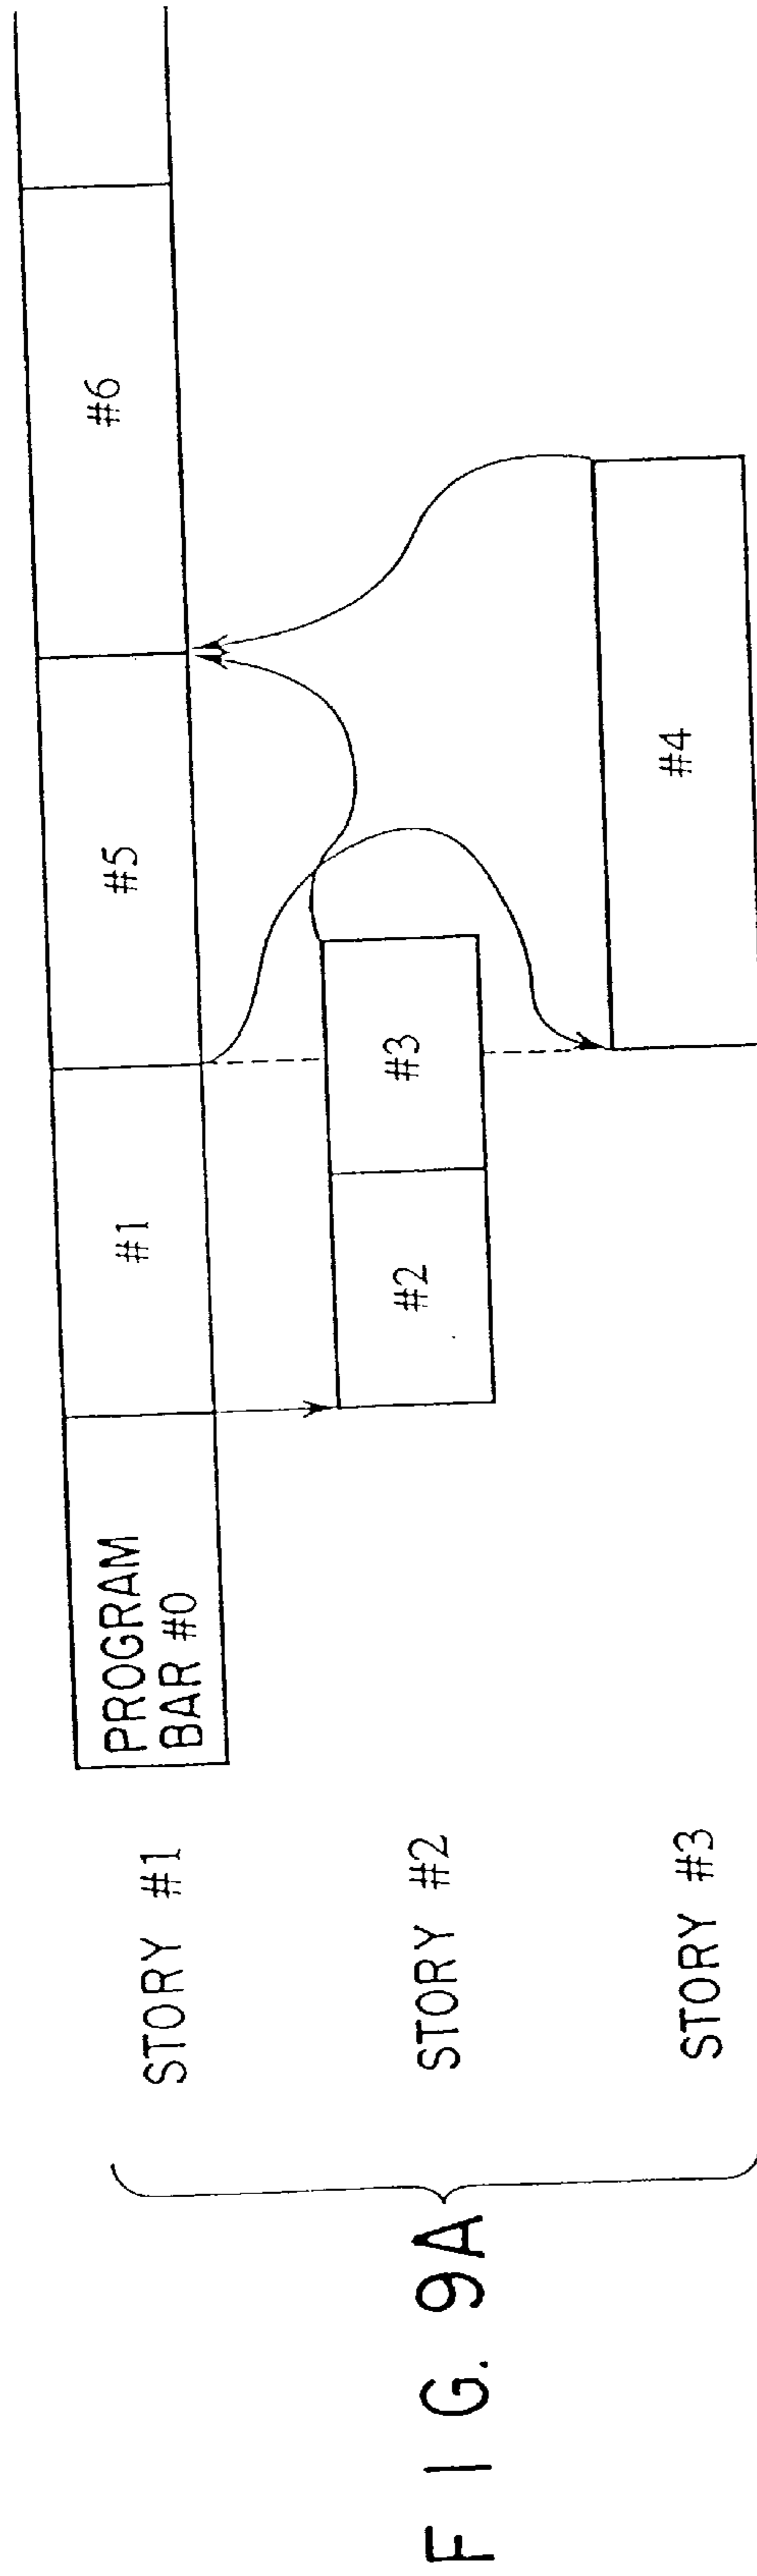 STORY #1
PROGRAM
BAR #0
#1
#5
#6
STORY #2
#2
#3
STORY #3
#4
FIG. 9A